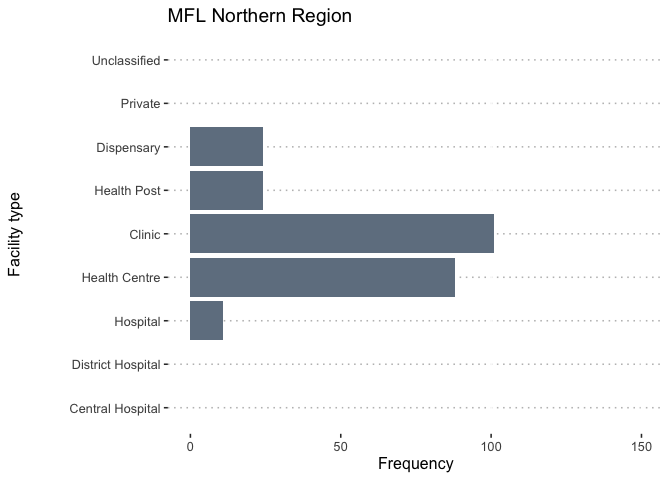 MFL Northern Region
Facility type
Unclassified
Private
Dispensary
Health Post
Clinic
Health Centre
Hospital
District Hospital
Central Hospital
0 50 100 150
Frequency